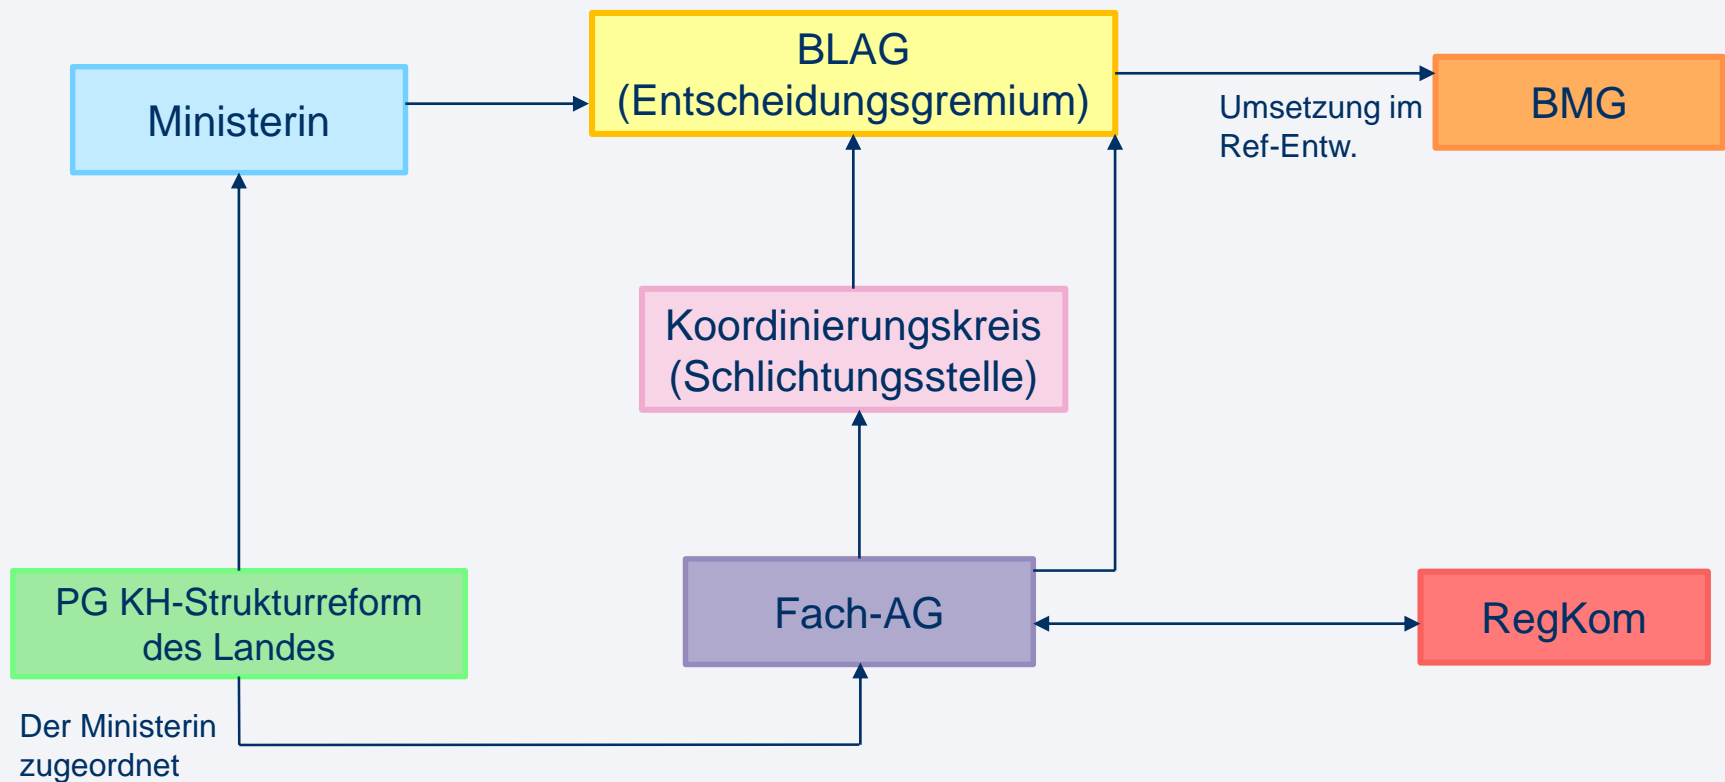 BLAG
(Entscheidungsgremium)
Ministerin
BMG
Umsetzung im
Ref-Entw.
Koordinierungskreis
(Schlichtungsstelle)
PG KH-Strukturreform
des Landes
Fach-AG
RegKom
Der Ministerin
zugeordnet